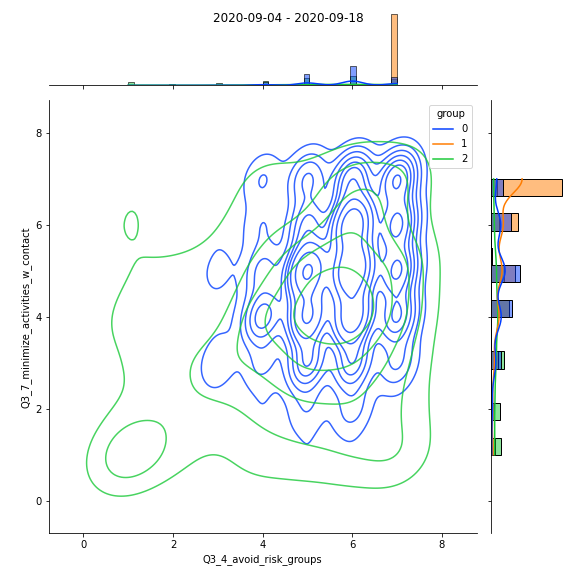 2020-09-04 - 2020-09-18
group
0
1
2
8
6
4
2
0
Q3_7_minimize_activities_w_contact
0 2 4 6 8
Q3_4_avoid_risk_groups